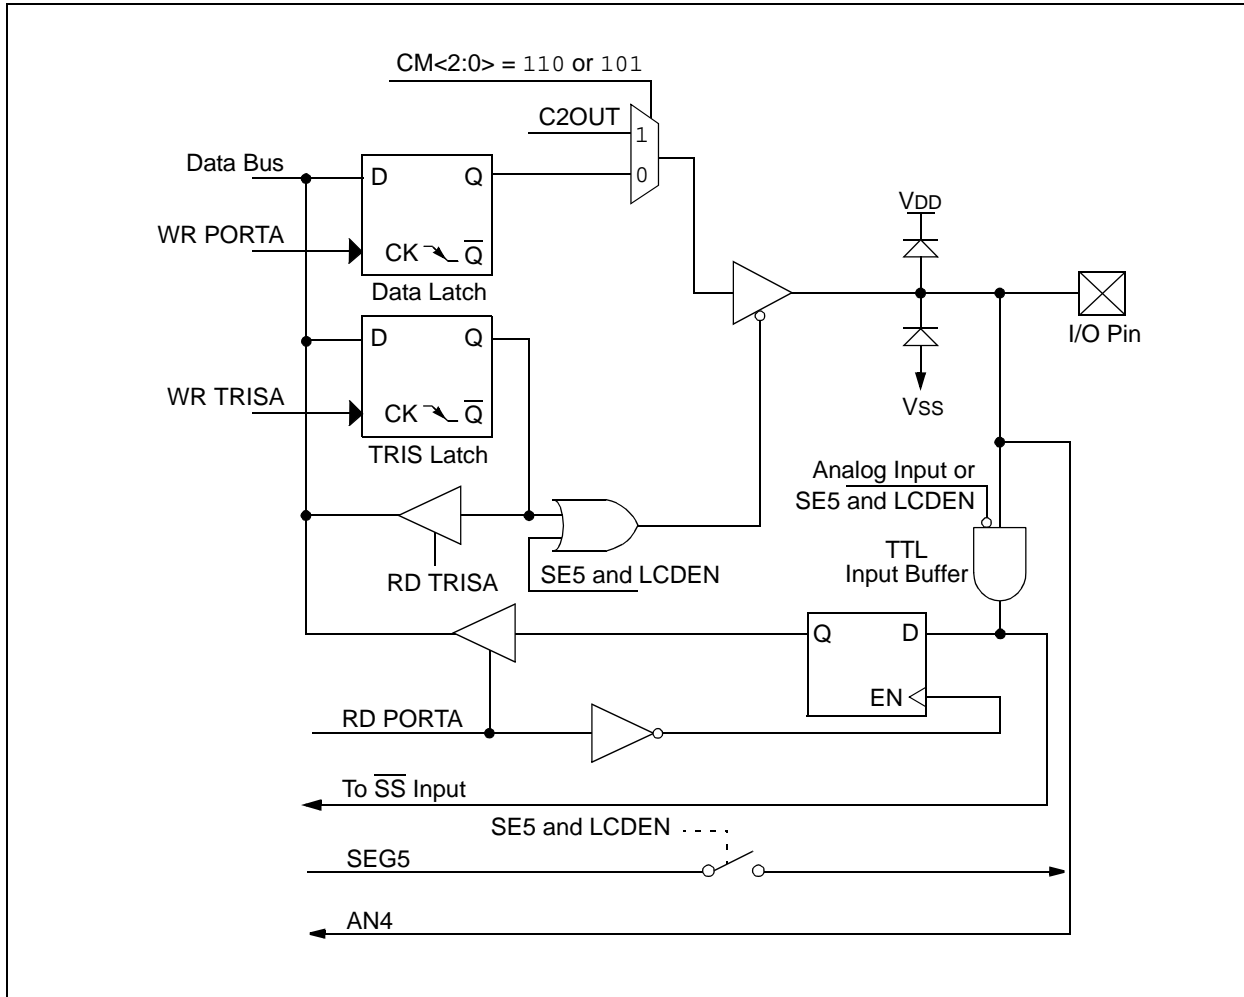 CM<2:0> = 110 or 101
C2OUT
1
0
Data Bus
D
Q
WR PORTA
CK
Q̅
Data Latch
VDD
I/O Pin
VSS
D
Q
WR TRISA
CK
Q̅
TRIS Latch
Analog Input or
SE5 and LCDEN
TTL
Input Buffer
RD TRISA
SE5 and LCDEN
Q
D
EN
RD PORTA
To S̅S̅ Input
SE5 and LCDEN
SEG5
AN4